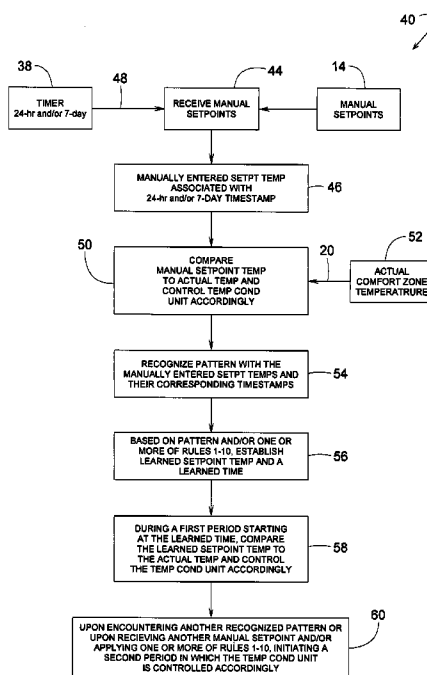 40
38
44
14
TIMER
24-hr and/or 7-day
48
RECEIVE MANUAL
SETPOINTS
MANUAL
SETPOINTS
MANUALLY ENTERED SETPT TEMP
ASSOCIATED WITH
24-hr and/or 7-DAY TIMESTAMP
46
50
COMPARE
MANUAL SETPOINT TEMP
TO ACTUAL TEMP AND
CONTROL TEMP COND
UNIT ACCORDINGLY
20
52
ACTUAL
COMFORT ZONE
TEMPERATRURE
RECOGNIZE PATTERN WITH THE
MANUALLY ENTERED SETPT TEMPS AND
THEIR CORRESPONDING TIMESTAMPS
54
BASED ON PATTERN AND/OR ONE OR
MORE OF RULES 1-10, ESTABLISH
LEARNED SETPOINT TEMP AND A
LEARNED TIME
56
DURING A FIRST PERIOD STARTING
AT THE LEARNED TIME, COMPARE
THE LEARNED SETPOINT TEMP TO
THE ACTUAL TEMP AND CONTROL
THE TEMP COND UNIT ACCORDINGLY
58
UPON ENCOUNTERING ANOTHER RECOGNIZED PATTERN OR
UPON RECIEVING ANOTHER MANUAL SETPOINT AND/OR
APPLYING ONE OR MORE OF RULES 1-10, INITIATING A
SECOND PERIOD IN WHICH THE TEMP COND UNIT
IS CONTROLLED ACCORDINGLY
60